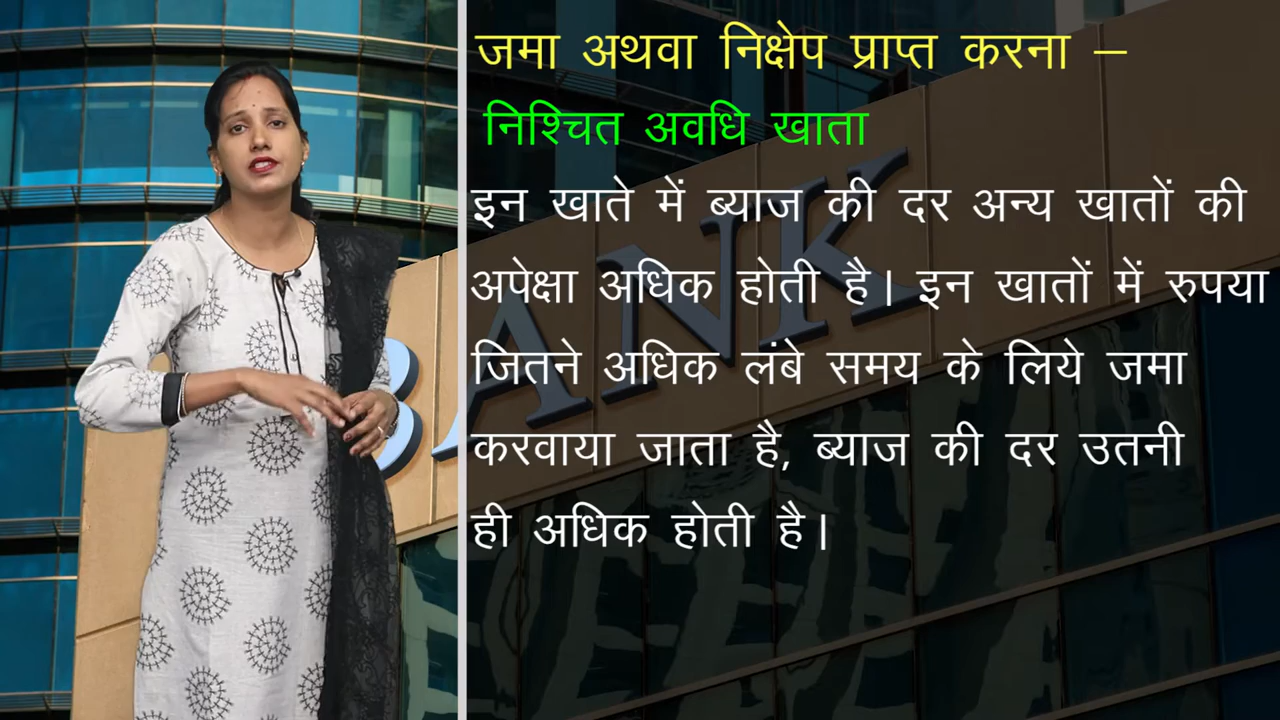 जमा अथवा निक्षेप प्राप्त करना –
निश्चित अवधि खाता
इन खाते में ब्याज की दर अन्य खातों की
अपेक्षा अधिक होती है। इन खातों में रुपया
जितने अधिक लंबे समय के लिये जमा
करवाया जाता है, ब्याज की दर उतनी
ही अधिक होती है।
BANK